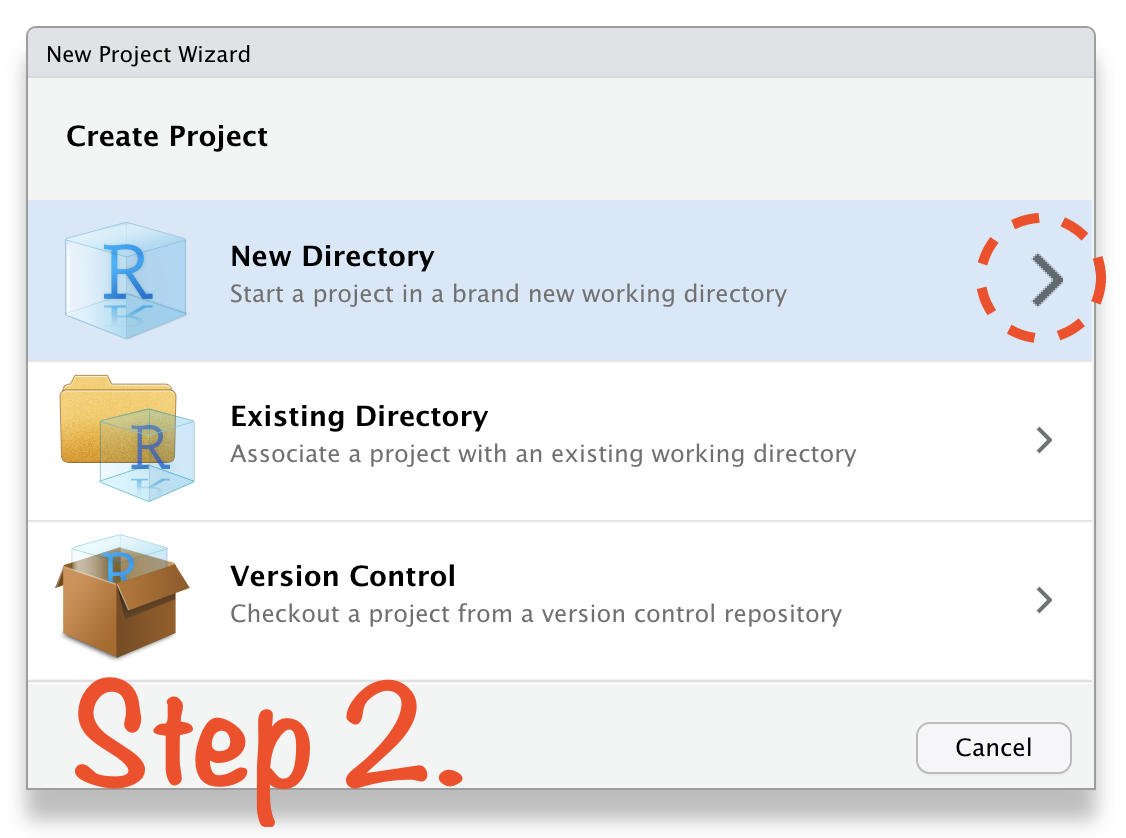 New Project Wizard
Create Project
R
New Directory
Start a project in a brand new working directory
R
Existing Directory
Associate a project with an existing working directory
R
Version Control
Checkout a project from a version control repository
Step 2.
Cancel